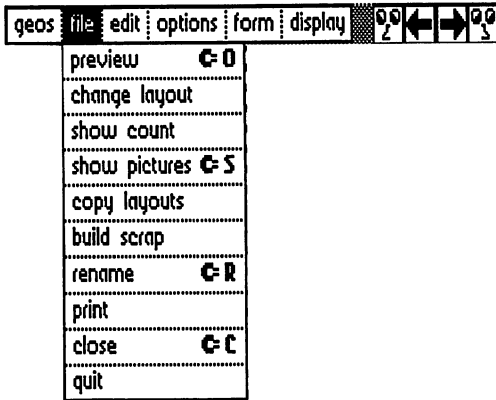 geos file edit options form display
preview C= O
change layout
show count
show pictures C= S
copy layouts
build scrap
rename C= R
print
close C= C
quit